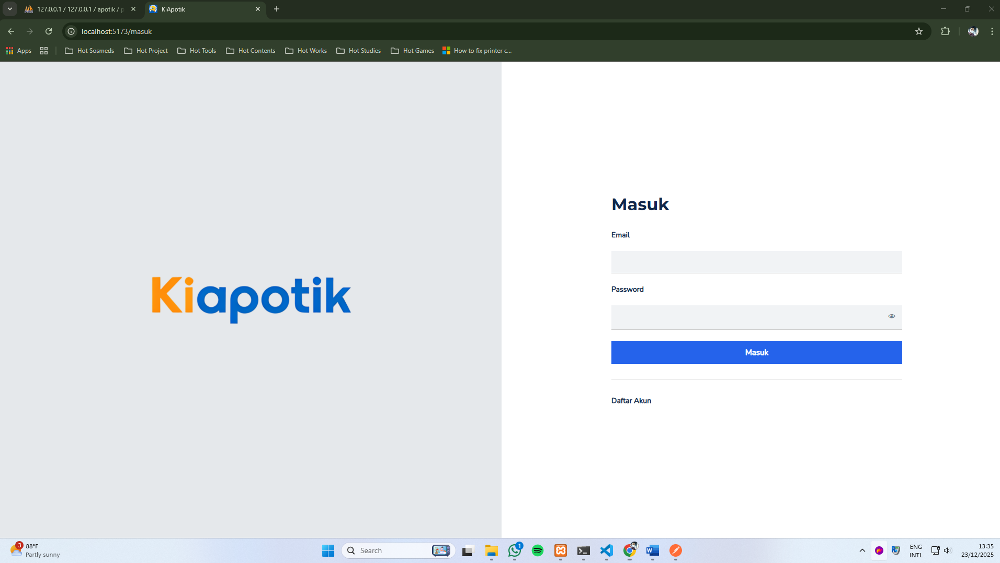 127.0.0.1 / 127.0.0.1 / apotik / p
KiApotik
localhost:5173/masuk
Apps
Hot Sosmeds
Hot Project
Hot Tools
Hot Contents
Hot Works
Hot Studies
Hot Games
How to fix printer c...
Kiapotik
Masuk
Email
Password
Masuk
Daftar Akun
3
88°F
Partly sunny
Search
1
ENG
INTL
13:35
23/12/2025